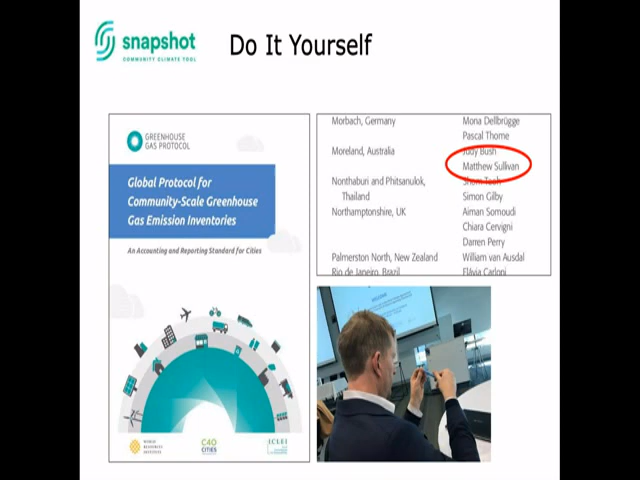 snapshot
COMMUNITY CLIMATE TOOL
Do It Yourself
GREENHOUSE
GAS PROTOCOL
Global Protocol for
Community-Scale Greenhouse
Gas Emission Inventories
An Accounting and Reporting Standard for Cities
WORLD
RESOURCES
INSTITUTE
C40
CITIES
ICLEI
Morbach, Germany Mona Dellbrügge
Pascal Thome
Moreland, Australia Judy Bush
Matthew Sullivan
Nonthaburi and Phitsanulok, 
Thailand Simon Gilby
Northamptonshire, UK Aiman Somoudi
Chiara Cervigni
Darren Perry
Palmerston North, New Zealand William van Ausdal
Rio de Janeiro, Brazil Flávia Carloni